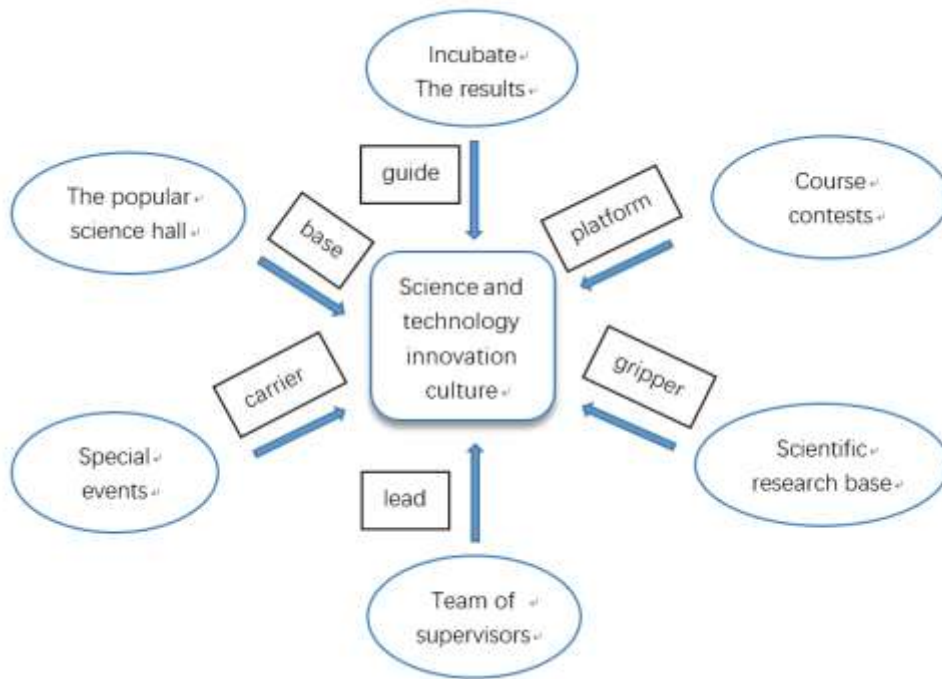 Incubate
The results
guide
The popular
science hall
base
platform
Course
contests
Science and
technology
innovation
culture
carrier
gripper
Special
events
lead
Scientific
research base
Team of
supervisors